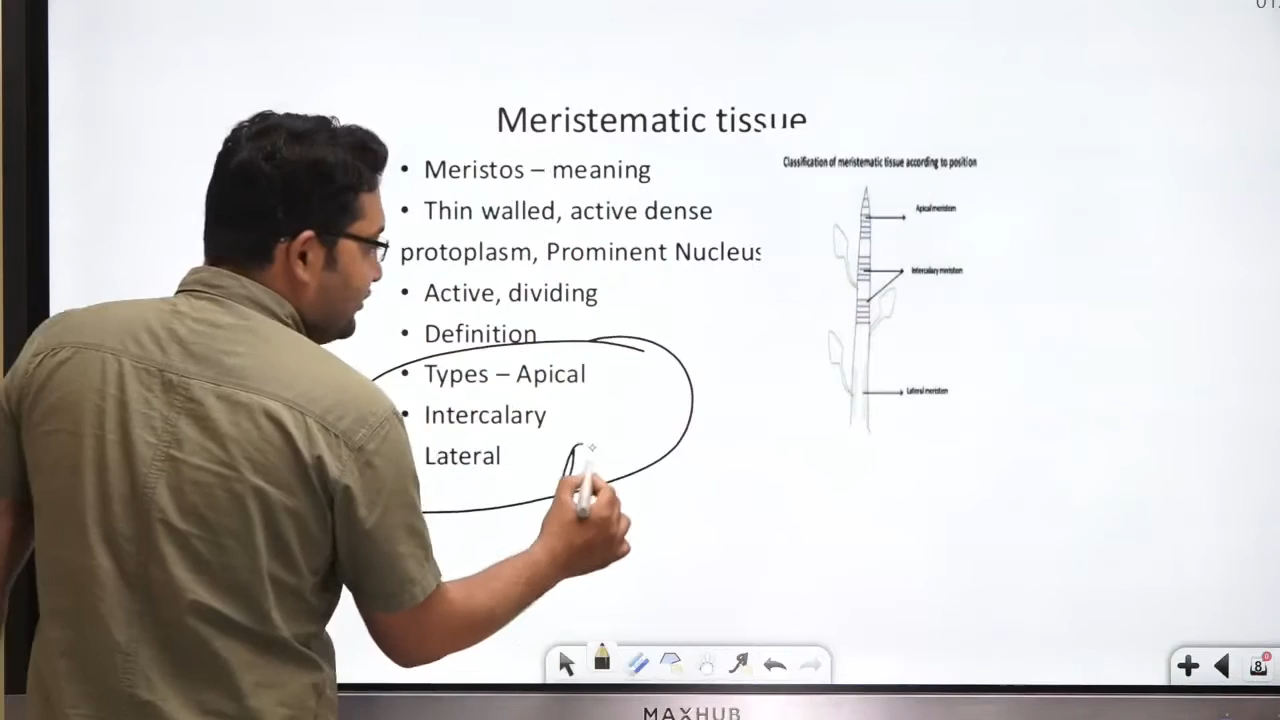 Meristematic tissue
• Meristos – meaning
• Thin walled, active dense
protoplasm, Prominent Nucleus
• Active, dividing
• Definition
• Types – Apical
• Intercalary
Lateral
Classification of meristematic tissue according to position
Apical meristem
Intercalary meristem
Lateral meristem
MAXHUB
8